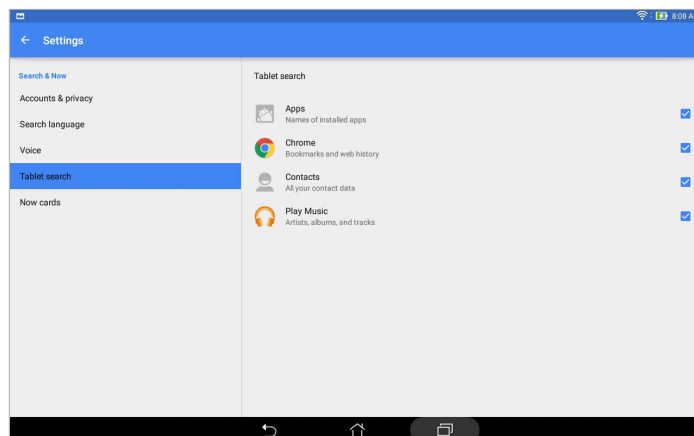 8:08 A
Settings
Search & Now
Accounts & privacy
Search language
Voice
Tablet search
Now cards
Tablet search
Apps
Names of installed apps
Chrome
Bookmarks and web history
Contacts
All your contact data
Play Music
Artists, albums, and tracks